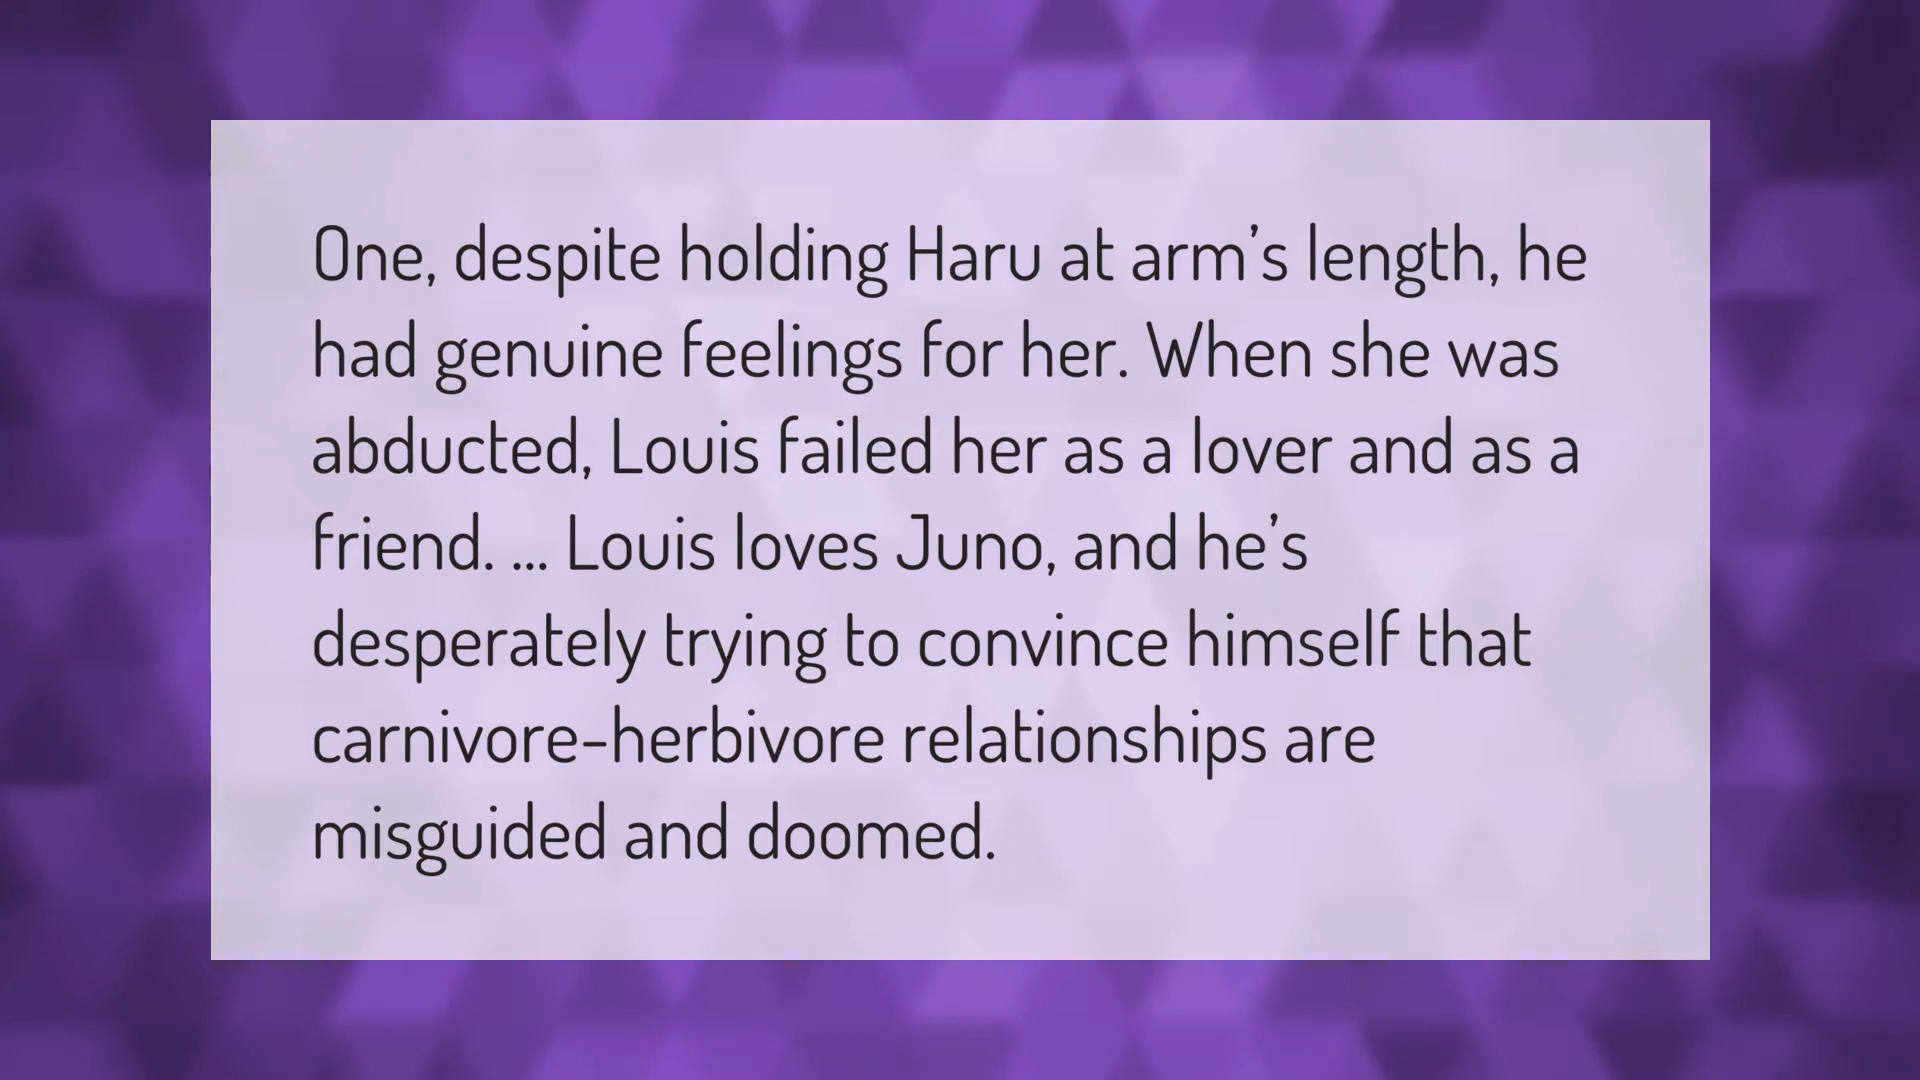 One, despite holding Haru at arm’s length, he
had genuine feelings for her. When she was
abducted, Louis failed her as a lover and as a
friend. ... Louis loves Juno, and he’s
desperately trying to convince himself that
carnivore-herbivore relationships are
misguided and doomed.